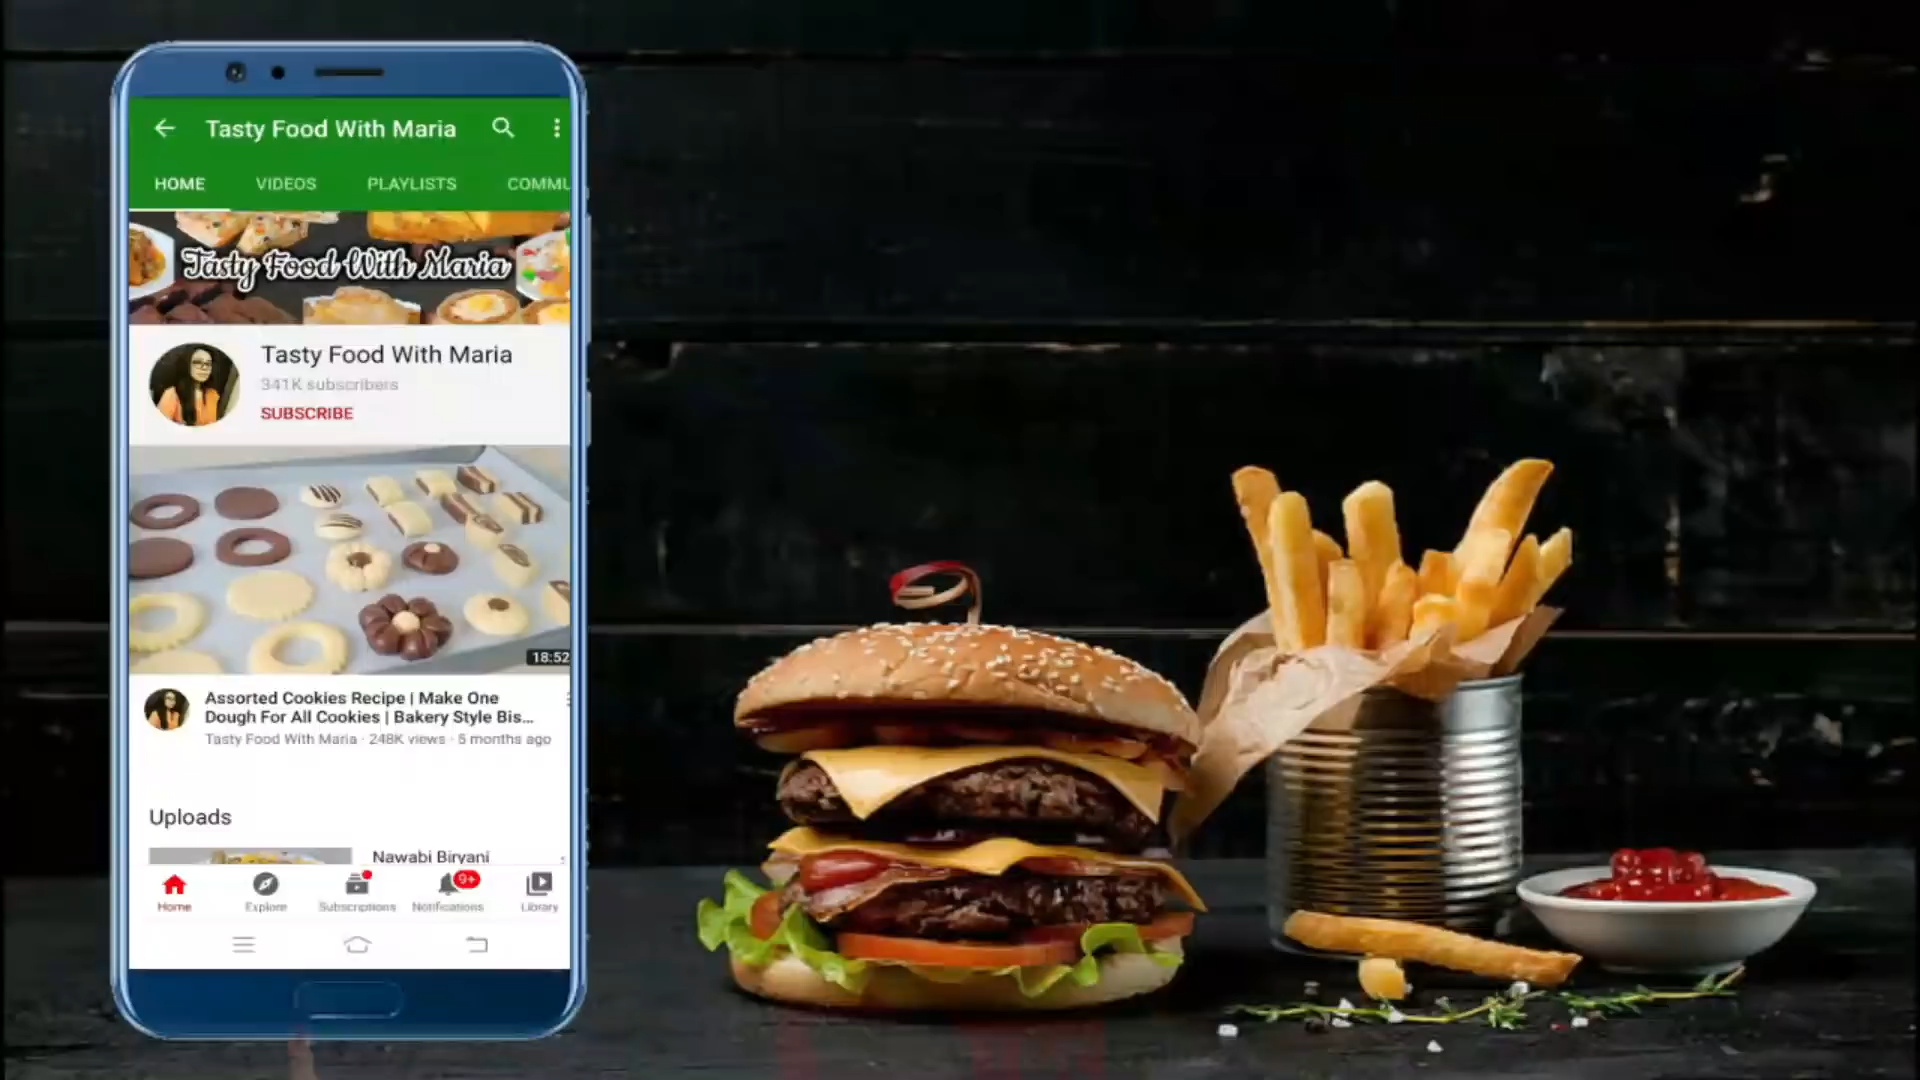 Tasty Food With Maria
HOME VIDEOS PLAYLISTS COMMU
Tasty Food With Maria
Tasty Food With Maria
341K subscribers
SUBSCRIBE
18:52
Assorted Cookies Recipe | Make One
Dough For All Cookies | Bakery Style Bis...
Tasty Food With Maria · 248K views · 5 months ago
Uploads
Nawabi Biryani
9+
Home Explore Subscriptions Notifications Library